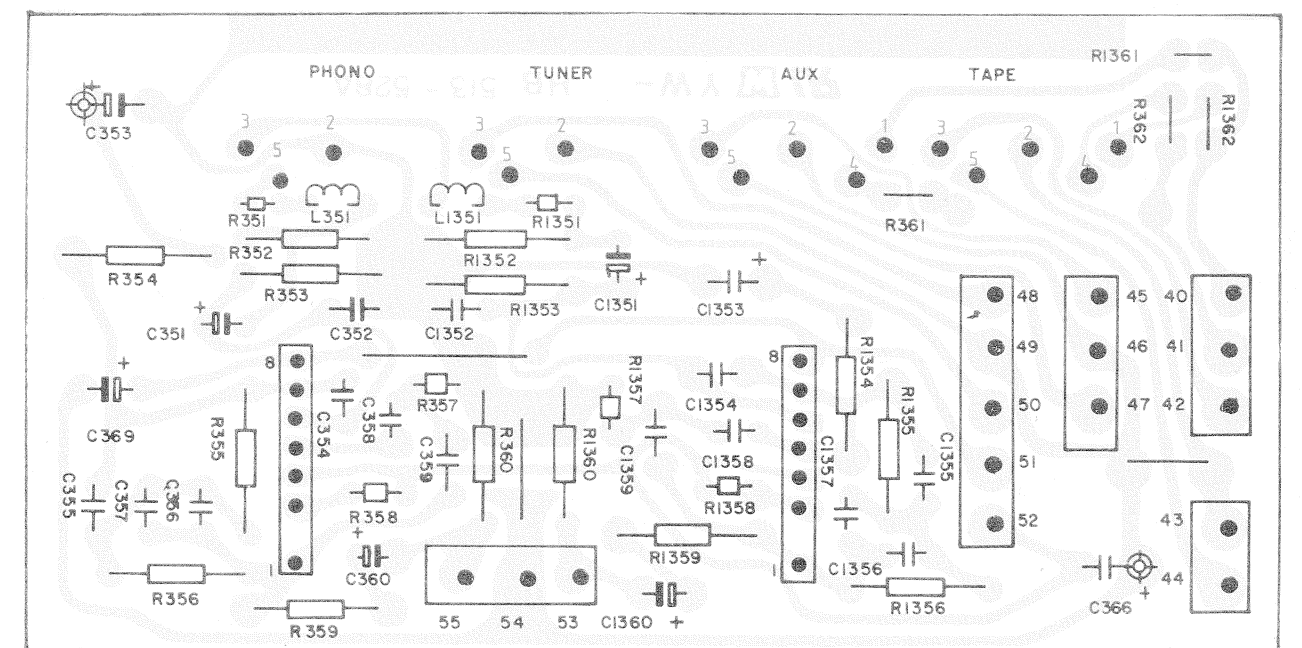 PHONO TUNER AUX TAPE R1361
C353 R362 R1362
3 2 3 2 3 2 1 3 2 1
5 5 5 4 5 4
R351 L351 L1351 R1351 R361
R352 R1352
R354 R353 R1353 C1351 C1353
48 45 40
C351 C352 C1352
49 46 41
8 8 R1354
R357 R1357 C1354
C369 R355 C354 C358 50 47 42
C359 R360 R1360 C1359 C1358 C1357 R1355 C1355
51
C355 C357 C356 R358 R1358
52 43
R1359
C360 C1356
R356 1 1 R1356 C366 44
R359 55 54 53 C1360